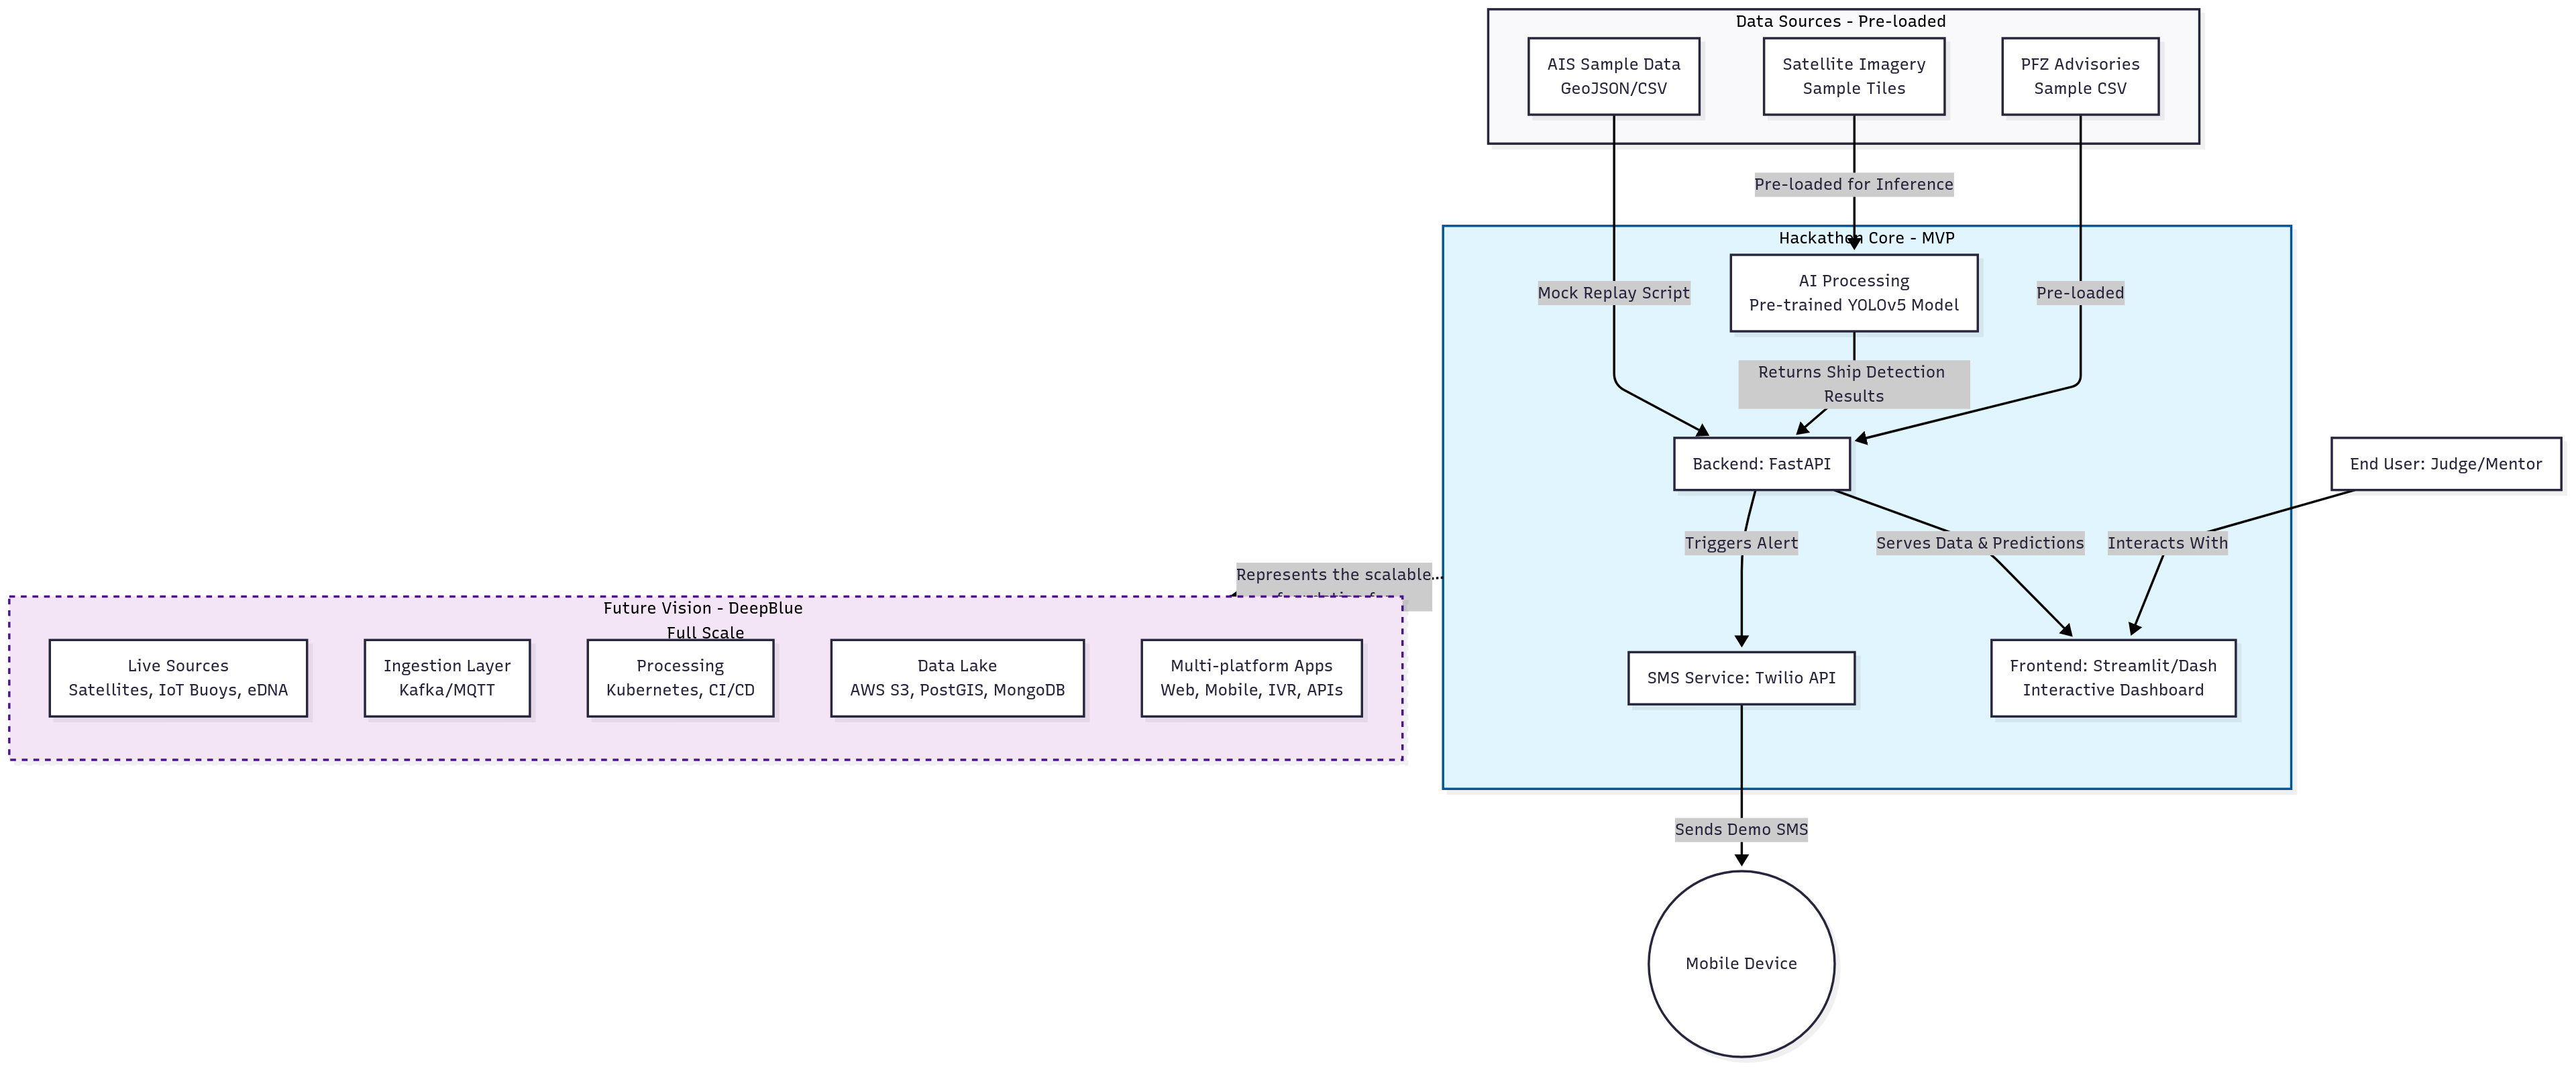 Data Sources - Pre-loaded
AIS Sample Data
GeoJSON/CSV
Satellite Imagery
Sample Tiles
PFZ Advisories
Sample CSV
Pre-loaded for Inference
Hackathon Core - MVP
Mock Replay Script
AI Processing
Pre-trained YOLOv5 Model
Pre-loaded
Returns Ship Detection
Results
Backend: FastAPI
End User: Judge/Mentor
Triggers Alert
Serves Data & Predictions
Interacts With
Represents the scalable
Future Vision - DeepBlue
Full Scale
Live Sources
Satellites, IoT Buoys, eDNA
Ingestion Layer
Kafka/MQTT
Processing
Kubernetes, CI/CD
Data Lake
AWS S3, PostGIS, MongoDB
Multi-platform Apps
Web, Mobile, IVR, APIs
SMS Service: Twilio API
Frontend: Streamlit/Dash
Interactive Dashboard
Sends Demo SMS
Mobile Device